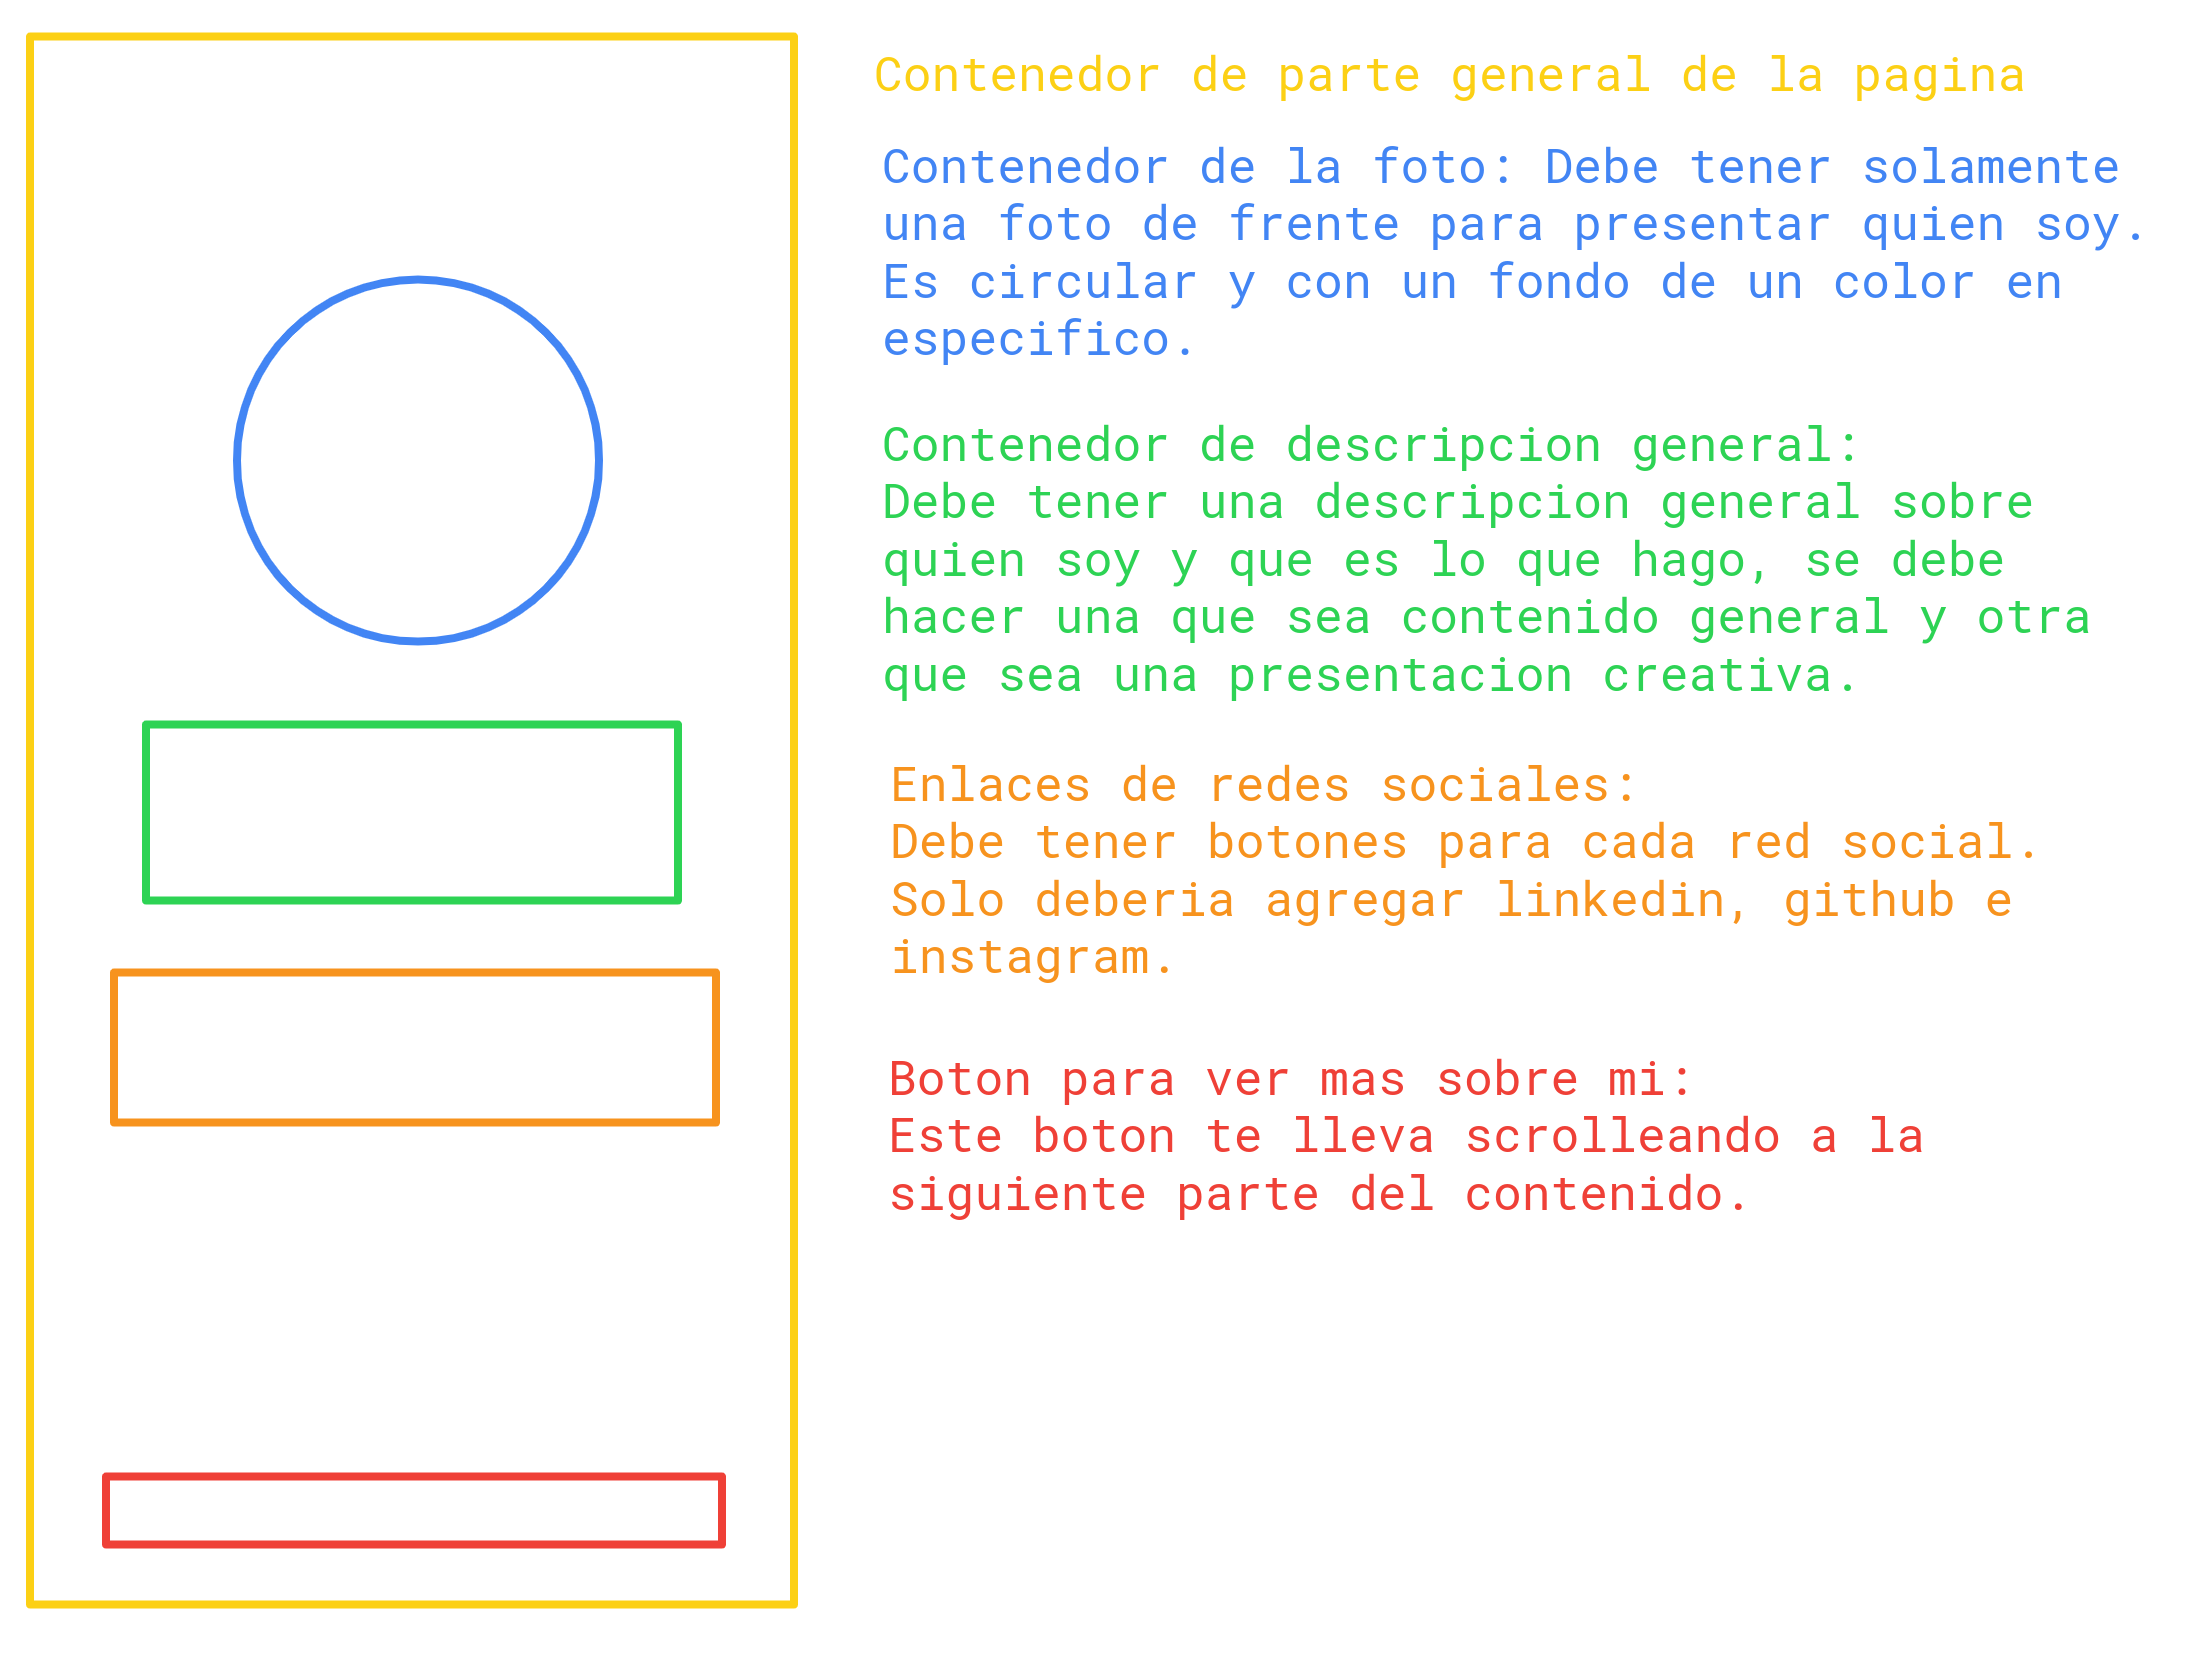 Contenedor de parte general de la pagina
Contenedor de la foto: Debe tener solamente
una foto de frente para presentar quien soy.
Es circular y con un fondo de un color en
especifico.
Contenedor de descripcion general:
Debe tener una descripcion general sobre
quien soy y que es lo que hago, se debe
hacer una que sea contenido general y otra
que sea una presentacion creativa.
Enlaces de redes sociales:
Debe tener botones para cada red social.
Solo deberia agregar linkedin, github e
instagram.
Boton para ver mas sobre mi:
Este boton te lleva scrolleando a la
siguiente parte del contenido.